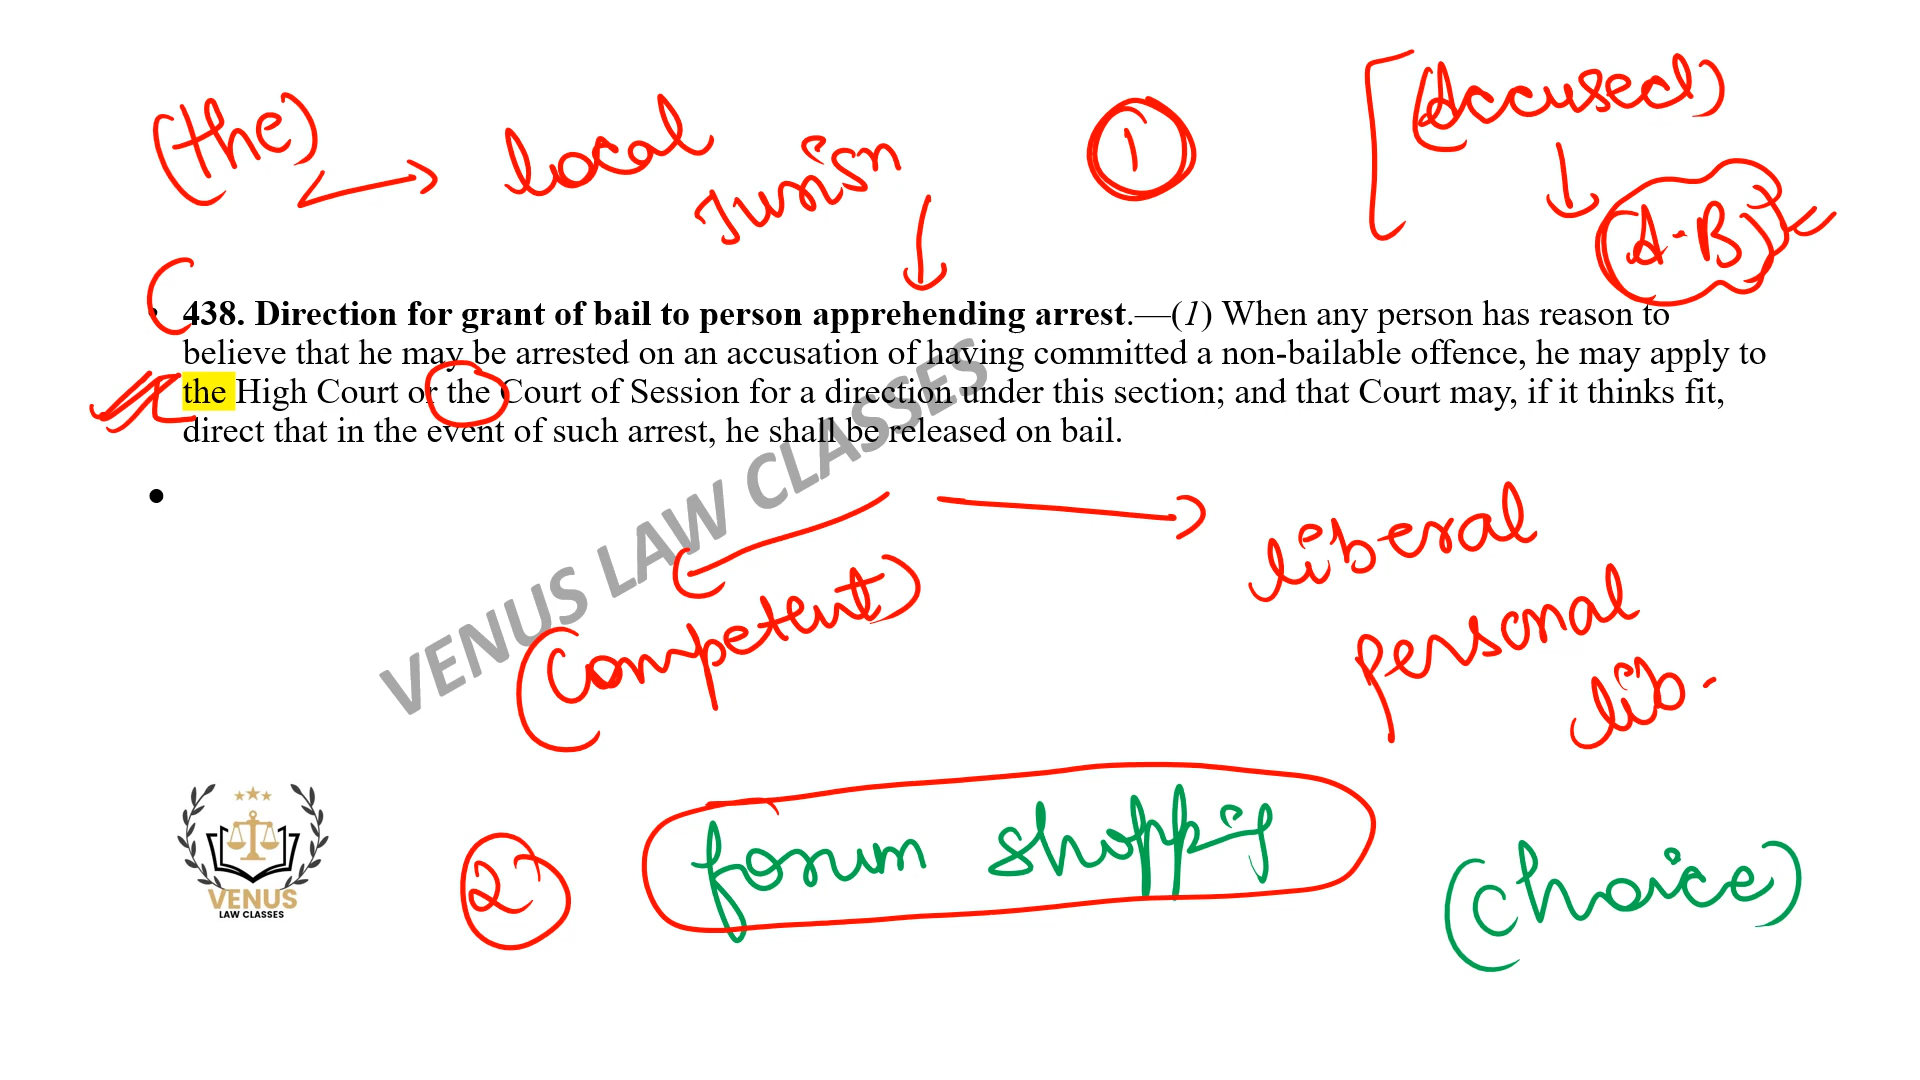 (the)
local
Jurisn
1
(Accused)
(A-B)
438. Direction for grant of bail to person apprehending arrest.—(1) When any person has reason to
believe that he may be arrested on an accusation of having committed a non-bailable offence, he may apply to
the High Court or the Court of Session for a direction under this section; and that Court may, if it thinks fit,
direct that in the event of such arrest, he shall be released on bail.
VENUS LAW CLASSES
(Competent)
liberal
personal
lib.
2
forum shopping
(choice)
VENUS
LAW CLASSES